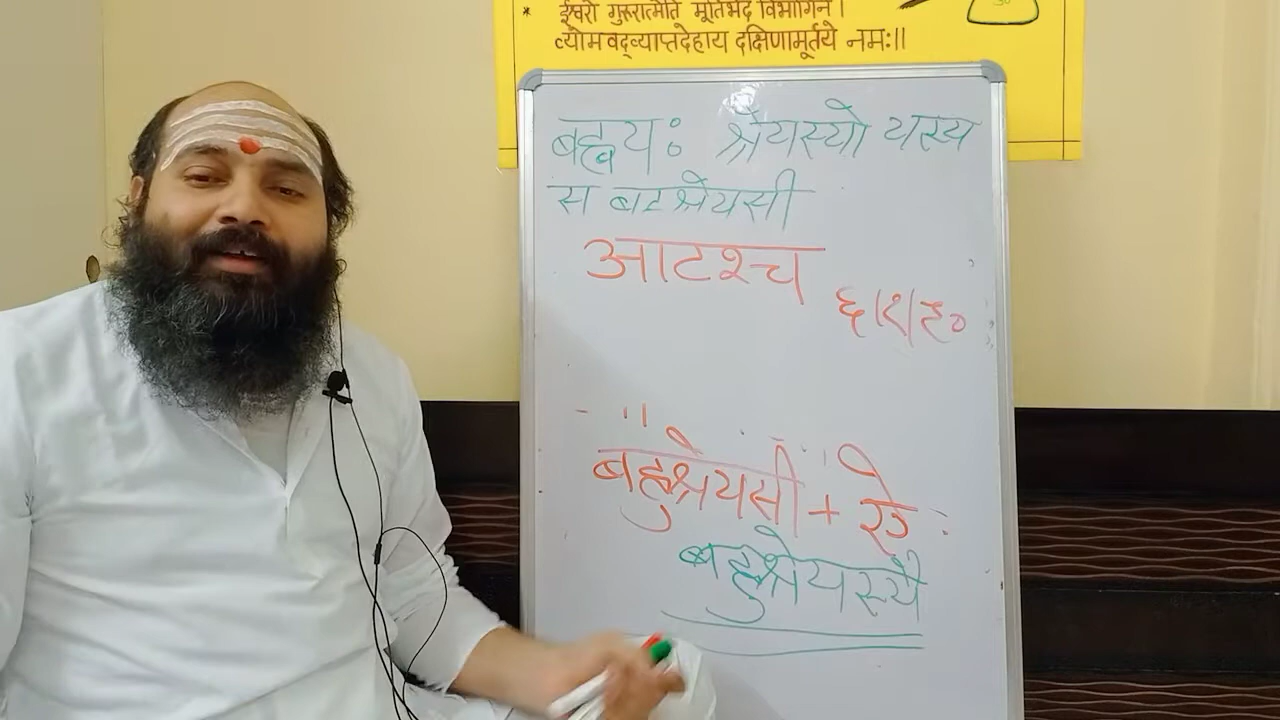 * ईश्वरो गुरुरात्मेति मूर्तिभेद विभागिने।
व्योमवद्व्याप्तदेहाय दक्षिणामूर्तये नमः॥
बह्वयः श्रेयस्यो यस्य
स बहुश्रेयसी
आटश्च
६।१।९०
बहुश्रेयसी + ऐ
बहुश्रेयस्यै